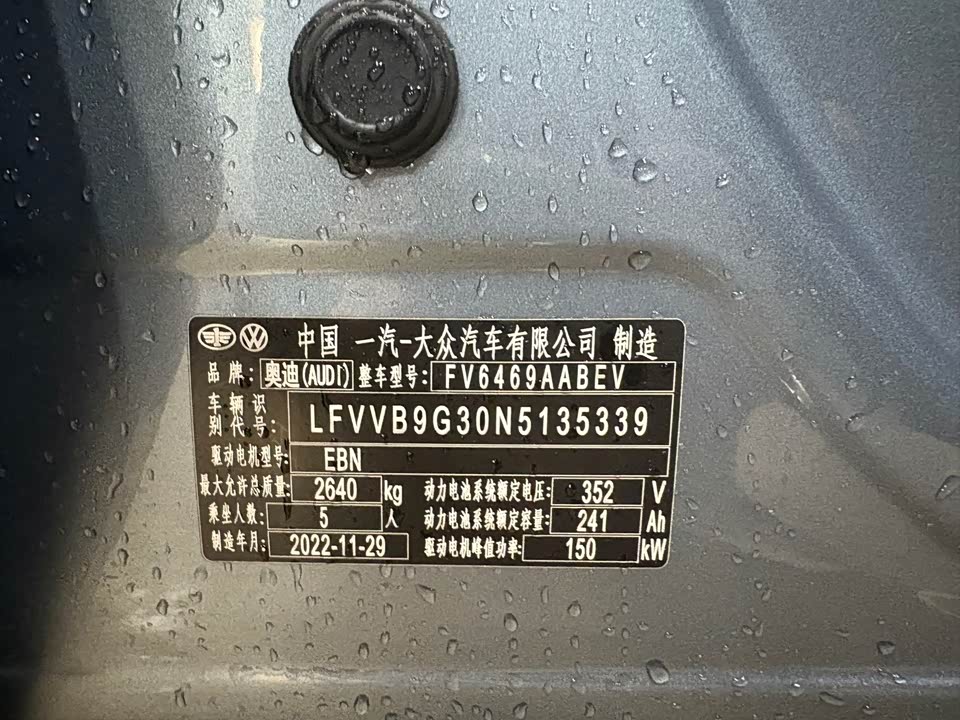 中国 一汽-大众汽车有限公司 制造
品牌: 奥迪(AUDI) 整车型号: FV6469AABEV
车辆识别代号: LFVVB9G30N5135339
驱动电机型号: EBN
最大允许总质量: 2640 kg 动力电池系统额定电压: 352 V
乘坐人数: 5 人 动力电池系统额定容量: 241 Ah
制造年月: 2022-11-29 驱动电机峰值功率: 150 kW